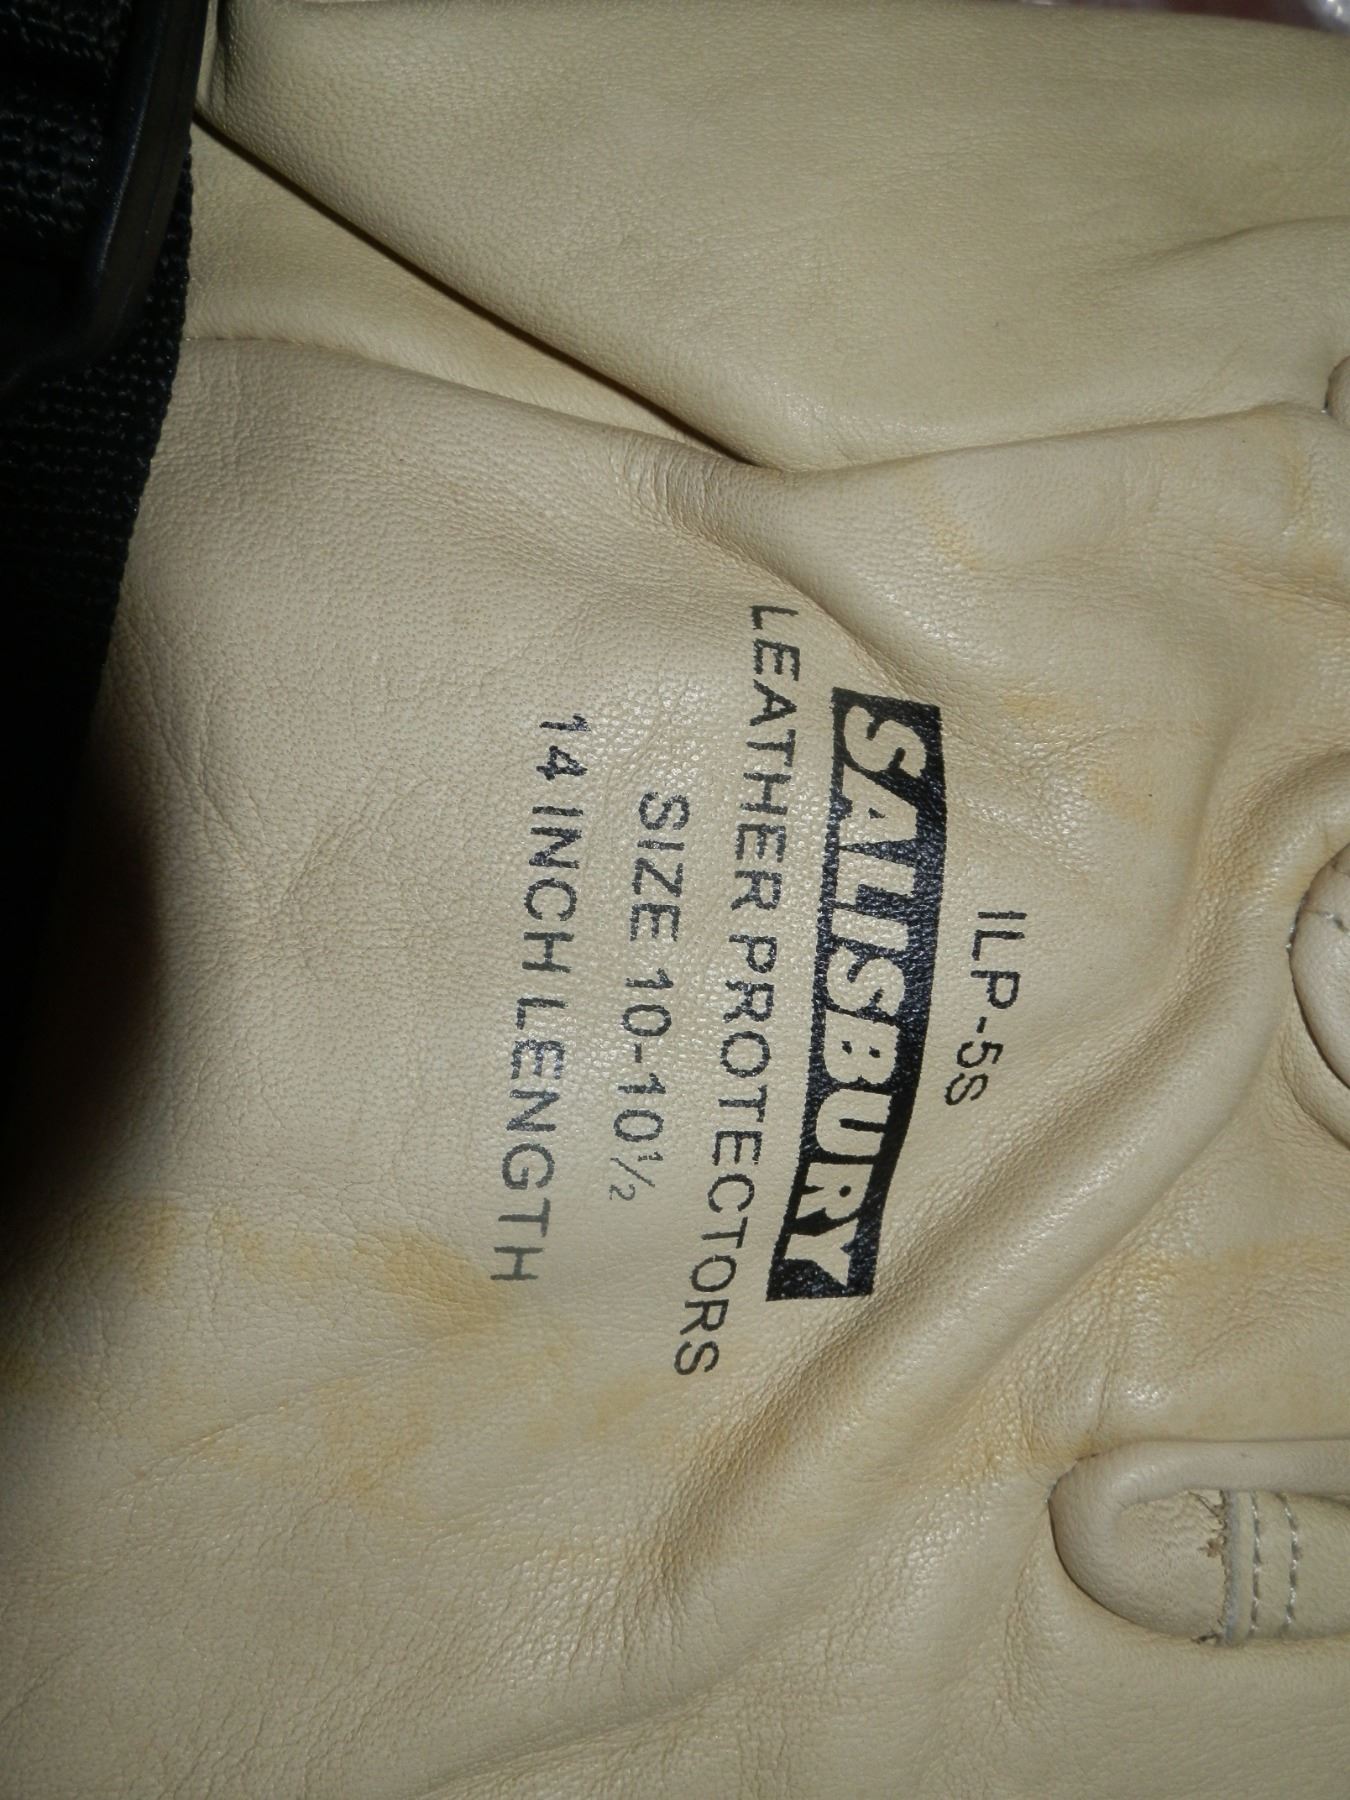 ILP-5S
SALISBURY
LEATHER PROTECTORS
SIZE 10-10½
14 INCH LENGTH